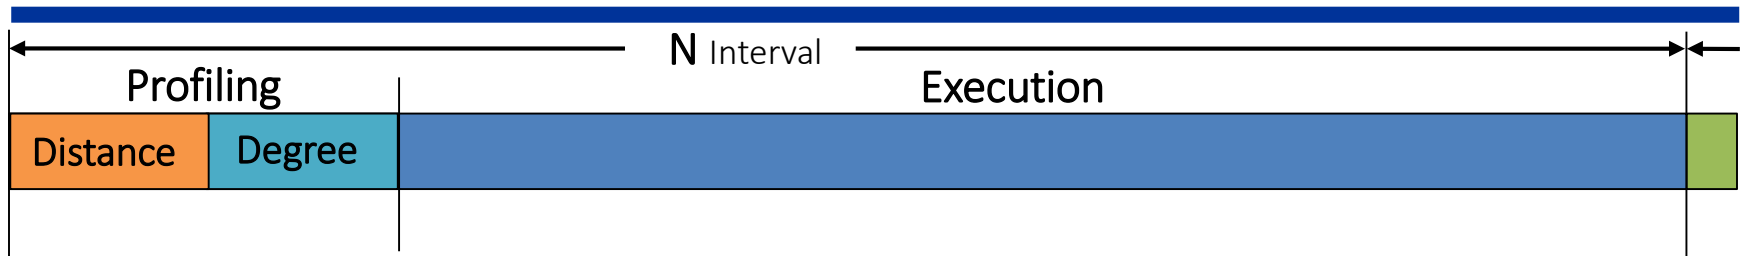 N Interval
Profiling
Execution
Distance
Degree